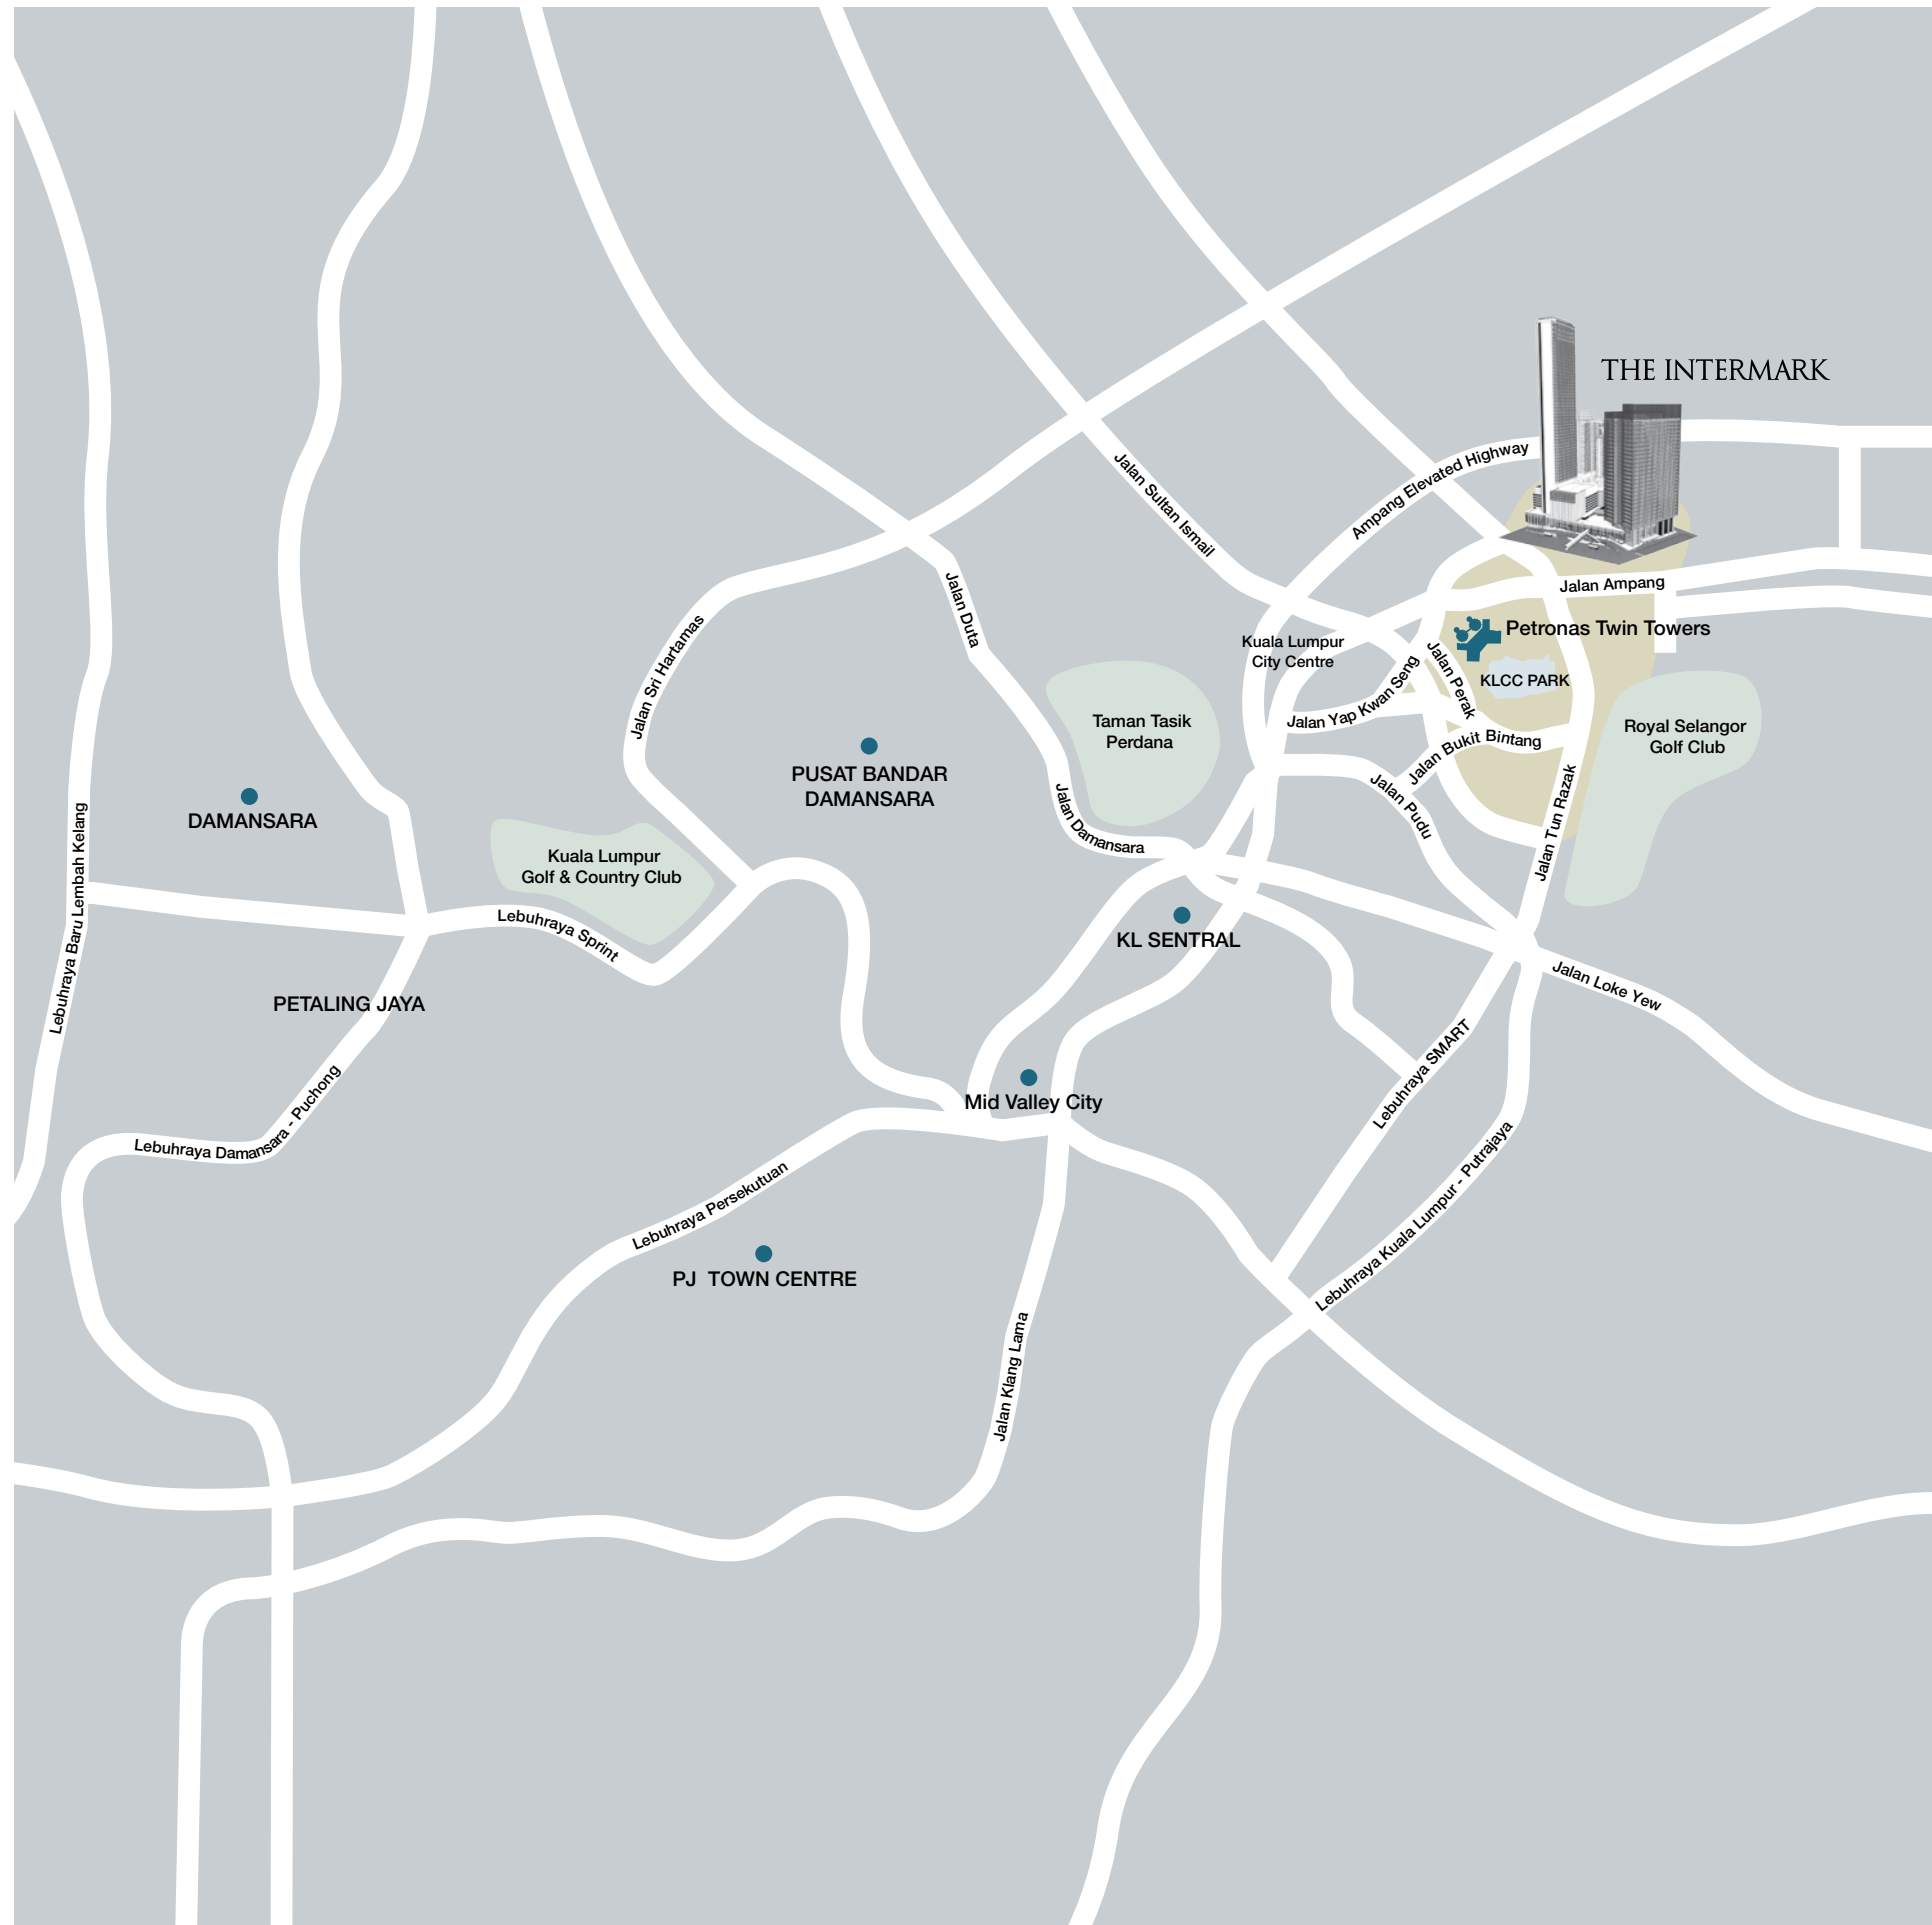 THE INTERMARK
Ampang Elevated Highway
Jalan Sultan Ismail
Jalan Ampang
Jalan Duta
Jalan Sri Hartamas
Kuala Lumpur
City Centre
Petronas Twin Towers
Jalan Perak
KLCC PARK
Jalan Yap Kwan Seng
Taman Tasik
Perdana
Royal Selangor
Golf Club
Jalan Bukit Bintang
PUSAT BANDAR
DAMANSARA
Jalan Pudu
Jalan Tun Razak
Jalan Damansara
DAMANSARA
Kuala Lumpur
Golf & Country Club
Lebuhraya Baru Lembah Kelang
Lebuhraya Sprint
KL SENTRAL
Jalan Loke Yew
PETALING JAYA
Lebuhraya SMART
Mid Valley City
Lebuhraya Damansara - Puchong
Lebuhraya Kuala Lumpur - Putrajaya
Lebuhraya Persekutuan
PJ TOWN CENTRE
Jalan Klang Lama